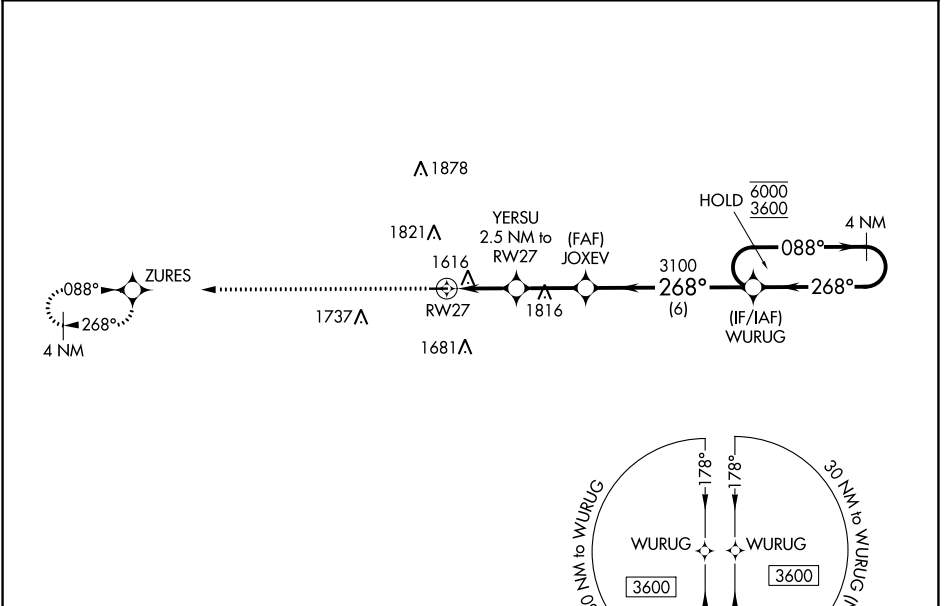 1878
HOLD 6000
3600
YERSU
2.5 NM to
RW27
1821
(FAF)
JOXEV
4 NM
088°
1616
3100
ZURES
088°
268°
(6)
268°
RW27
1816
(IF/IAF)
WURUG
268°
1737
4 NM
1681
178°
178°
NM to WURUG
30 NM to WURUG
WURUG
WURUG
3600
3600